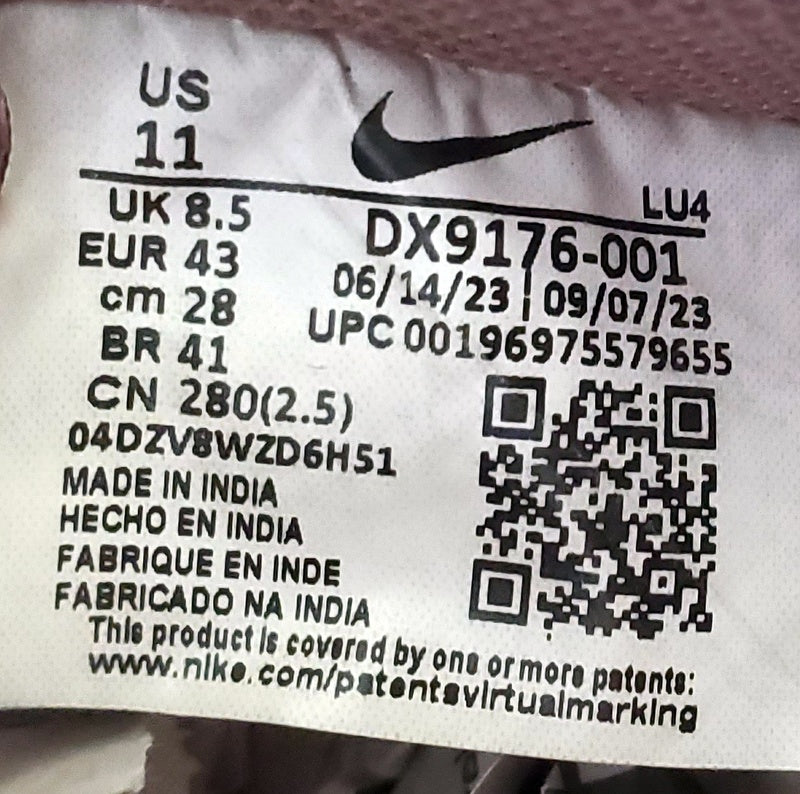 US
11
LU4
UK 8.5
EUR 43
cm 28
BR 41
CN 280(2.5)
DX9176-001
06/14/23 | 09/07/23
UPC 00196975579655
04DZV8WZD6H51
MADE IN INDIA
HECHO EN INDIA
FABRIQUE EN INDE
FABRICADO NA INDIA
This product is covered by one or more patents:
www.nike.com/patentsvirtualmarking